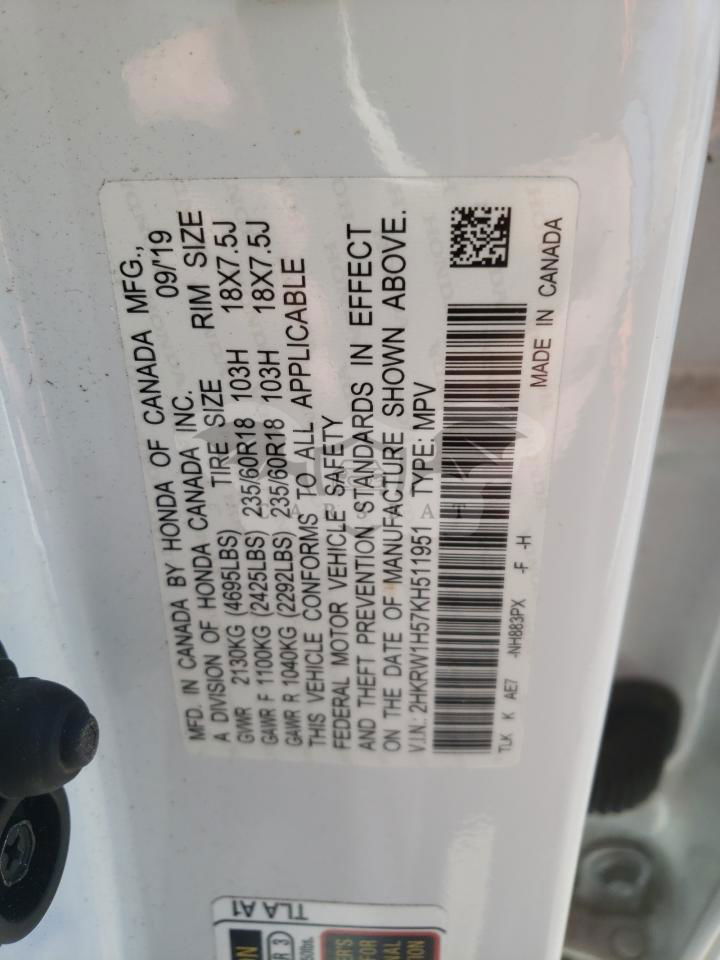 MFD. IN CANADA BY HONDA OF CANADA MFG.,
A DIVISION OF HONDA CANADA INC. 09/'19
GVWR 2130KG (4695LBS) TIRE SIZE RIM SIZE
GAWR F 1100KG (2425LBS) 235/60R18 103H 18X7.5J
GAWR R 1040KG (2292LBS) 235/60R18 103H 18X7.5J
THIS VEHICLE CONFORMS TO ALL APPLICABLE
FEDERAL MOTOR VEHICLE SAFETY
AND THEFT PREVENTION STANDARDS IN EFFECT
ON THE DATE OF MANUFACTURE SHOWN ABOVE.
V.I.N.: 2HKRW1H57KH511951 TYPE: MPV
TLK K AE7 -NH883PX -F -H MADE IN CANADA
TLA A1